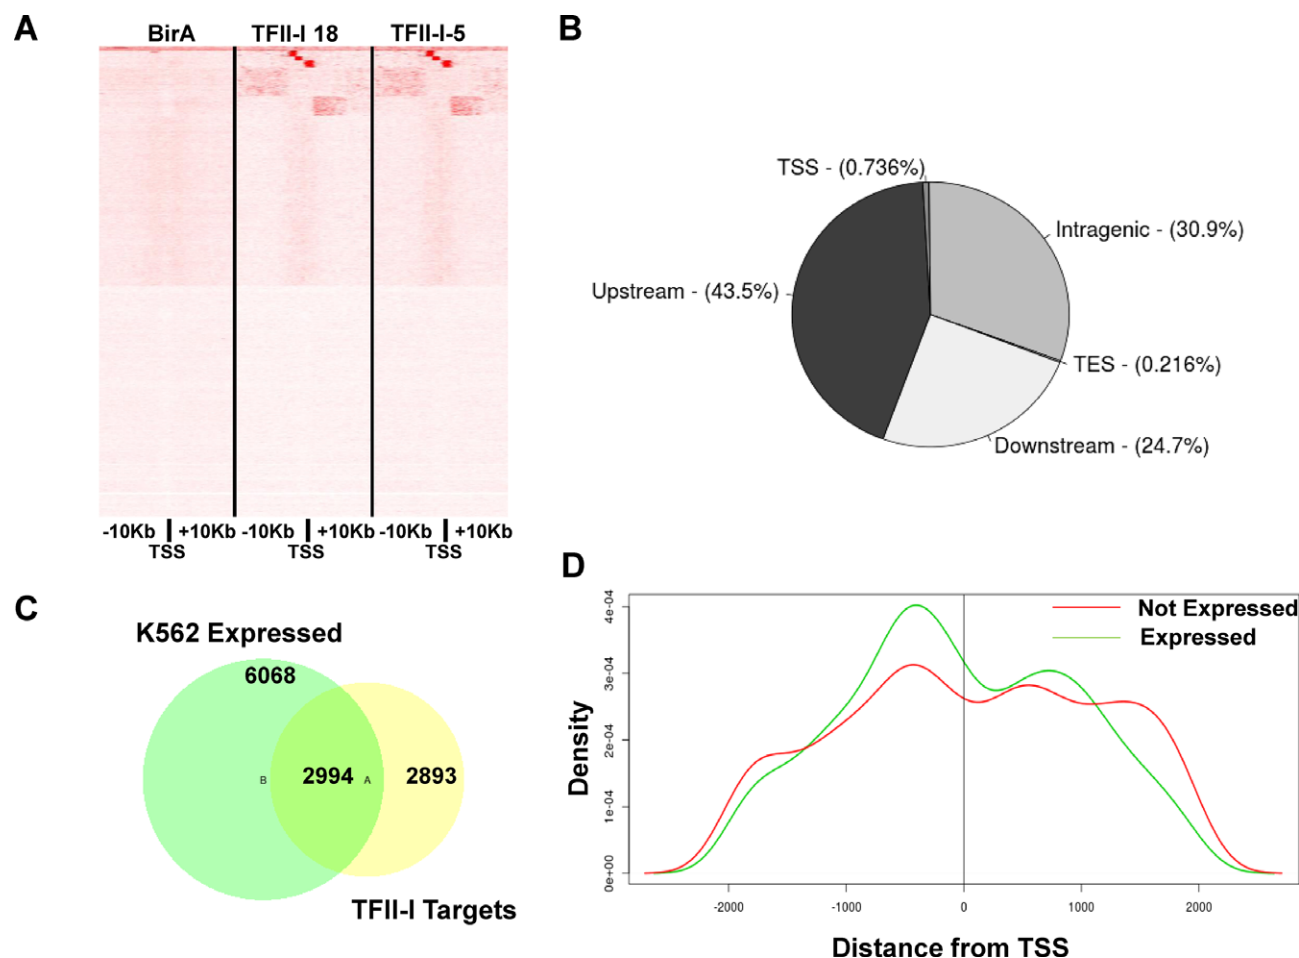 A
BirA
TFII-I 18
TFII-I-5
-10Kb
+10Kb
-10Kb
+10Kb
-10Kb
+10Kb
TSS
TSS
TSS
B
TSS - (0.736%)
Intragenic - (30.9%)
Upstream - (43.5%)
TES - (0.216%)
Downstream - (24.7%)
C
K562 Expressed
6068
2994
2893
B
A
TFII-I Targets
D
Not Expressed
Expressed
Density
4e-04
3e-04
2e-04
1e-04
0e+00
-2000
-1000
0
1000
2000
Distance from TSS